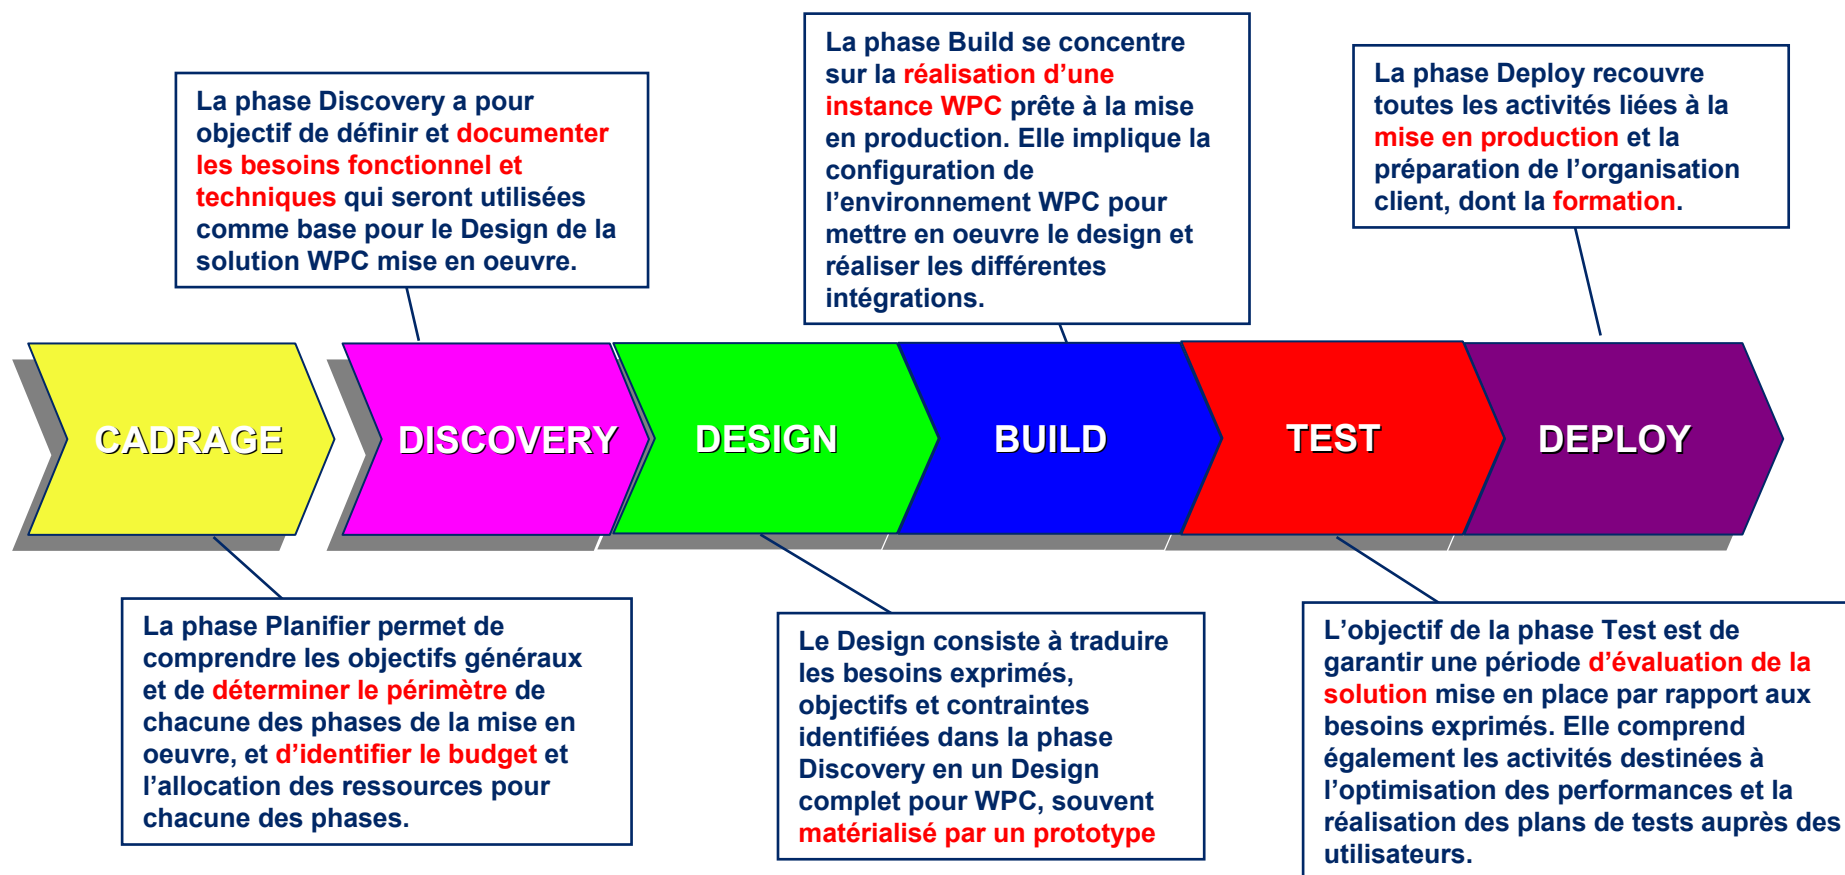 La phase Discovery a pour
objectif de définir et documenter
les besoins fonctionnel et
techniques qui seront utilisées
comme base pour le Design de la
solution WPC mise en oeuvre.
La phase Build se concentre
sur la réalisation d’une
instance WPC prête à la mise
en production. Elle implique la
configuration de
l’environnement WPC pour
mettre en oeuvre le design et
réaliser les différentes
intégrations.
La phase Deploy recouvre
toutes les activités liées à la
mise en production et la
préparation de l’organisation
client, dont la formation.
CADRAGE
DISCOVERY
DESIGN
BUILD
TEST
DEPLOY
La phase Planifier permet de
comprendre les objectifs généraux
et de déterminer le périmètre de
chacune des phases de la mise en
oeuvre, et d’identifier le budget et
l’allocation des ressources pour
chacune des phases.
Le Design consiste à traduire
les besoins exprimés,
objectifs et contraintes
identifiées dans la phase
Discovery en un Design
complet pour WPC, souvent
matérialisé par un prototype
L’objectif de la phase Test est de
garantir une période d’évaluation de la
solution mise en place par rapport aux
besoins exprimés. Elle comprend
également les activités destinées à
l’optimisation des performances et la
réalisation des plans de tests auprès des
utilisateurs.